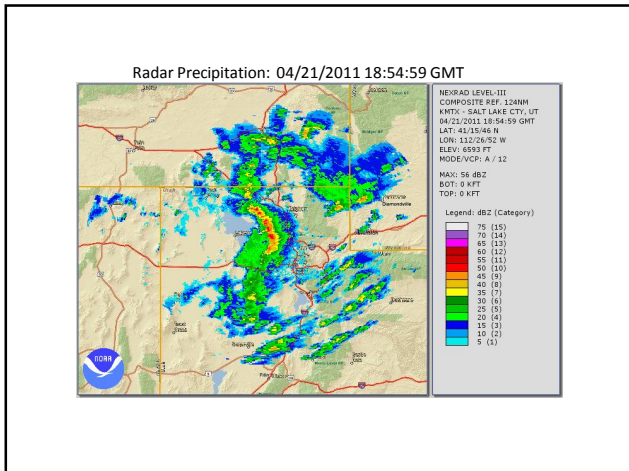 Radar Precipitation: 04/21/2011 18:54:59 GMT
NEXRAD LEVEL-III
COMPOSITE REF. 124NM
KMTX - SALT LAKE CTY, UT
04/21/2011 18:54:59 GMT
LAT: 41/15/46 N
LON: 112/26/52 W
ELEV: 6593 FT
MODE/VCP: A / 12
MAX: 56 dBZ
BOT: 0 KFT
TOP: 0 KFT
Legend: dBZ (Category)
75 (15)
70 (14)
65 (13)
60 (12)
55 (11)
50 (10)
45 (9)
40 (8)
35 (7)
30 (6)
25 (5)
20 (4)
15 (3)
10 (2)
5 (1)
Diamondville
NOAA